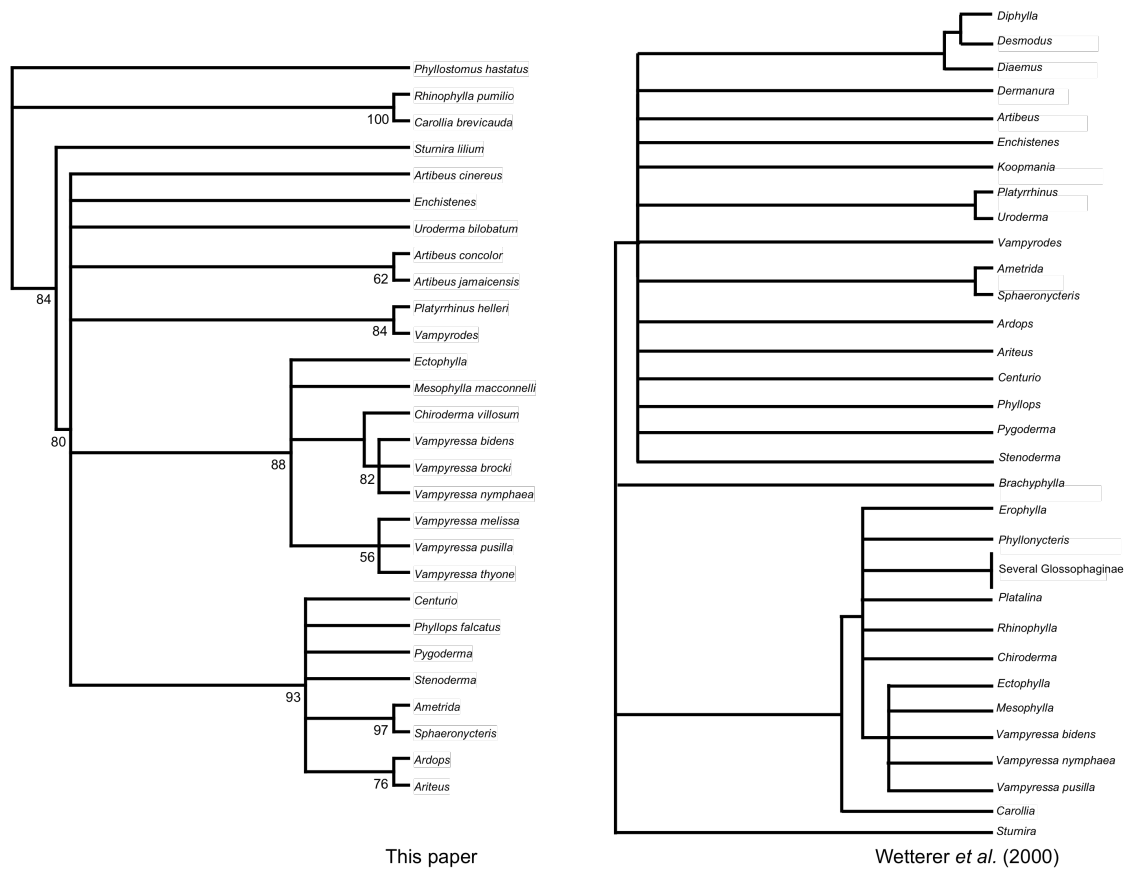 Phyllostomus hastatus
Rhinophylla pumilio
100
Carollia brevicauda
Sturnira lilium
Artibeus cinereus
Enchistenes
Uroderma bilobatum
Artibeus concolor
62
Artibeus jamaicensis
84
Platyrrhinus helleri
84
Vampyrodes
Ectophylla
Mesophylla macconnelli
Chiroderma villosum
80
Vampyressa bidens
88
Vampyressa brocki
82
Vampyressa nymphaea
Vampyressa melissa
Vampyressa pusilla
56
Vampyressa thyone
Centurio
Phyllops falcatus
Pygoderma
93
Stenoderma
Ametrida
97
Sphaeronycteris
Ardops
76
Ariteus
This paper
Diphylla
Desmodus
Diaemus
Dermanura
Artibeus
Enchistenes
Koopmania
Platyrrhinus
Uroderma
Vampyrodes
Ametrida
Sphaeronycteris
Ardops
Ariteus
Centurio
Phyllops
Pygoderma
Stenoderma
Brachyphylla
Erophylla
Phyllonycteris
Several Glossophaginae
Platalina
Rhinophylla
Chiroderma
Ectophylla
Mesophylla
Vampyressa bidens
Vampyressa nymphaea
Vampyressa pusilla
Carollia
Sturnira
Wetterer et al. (2000)